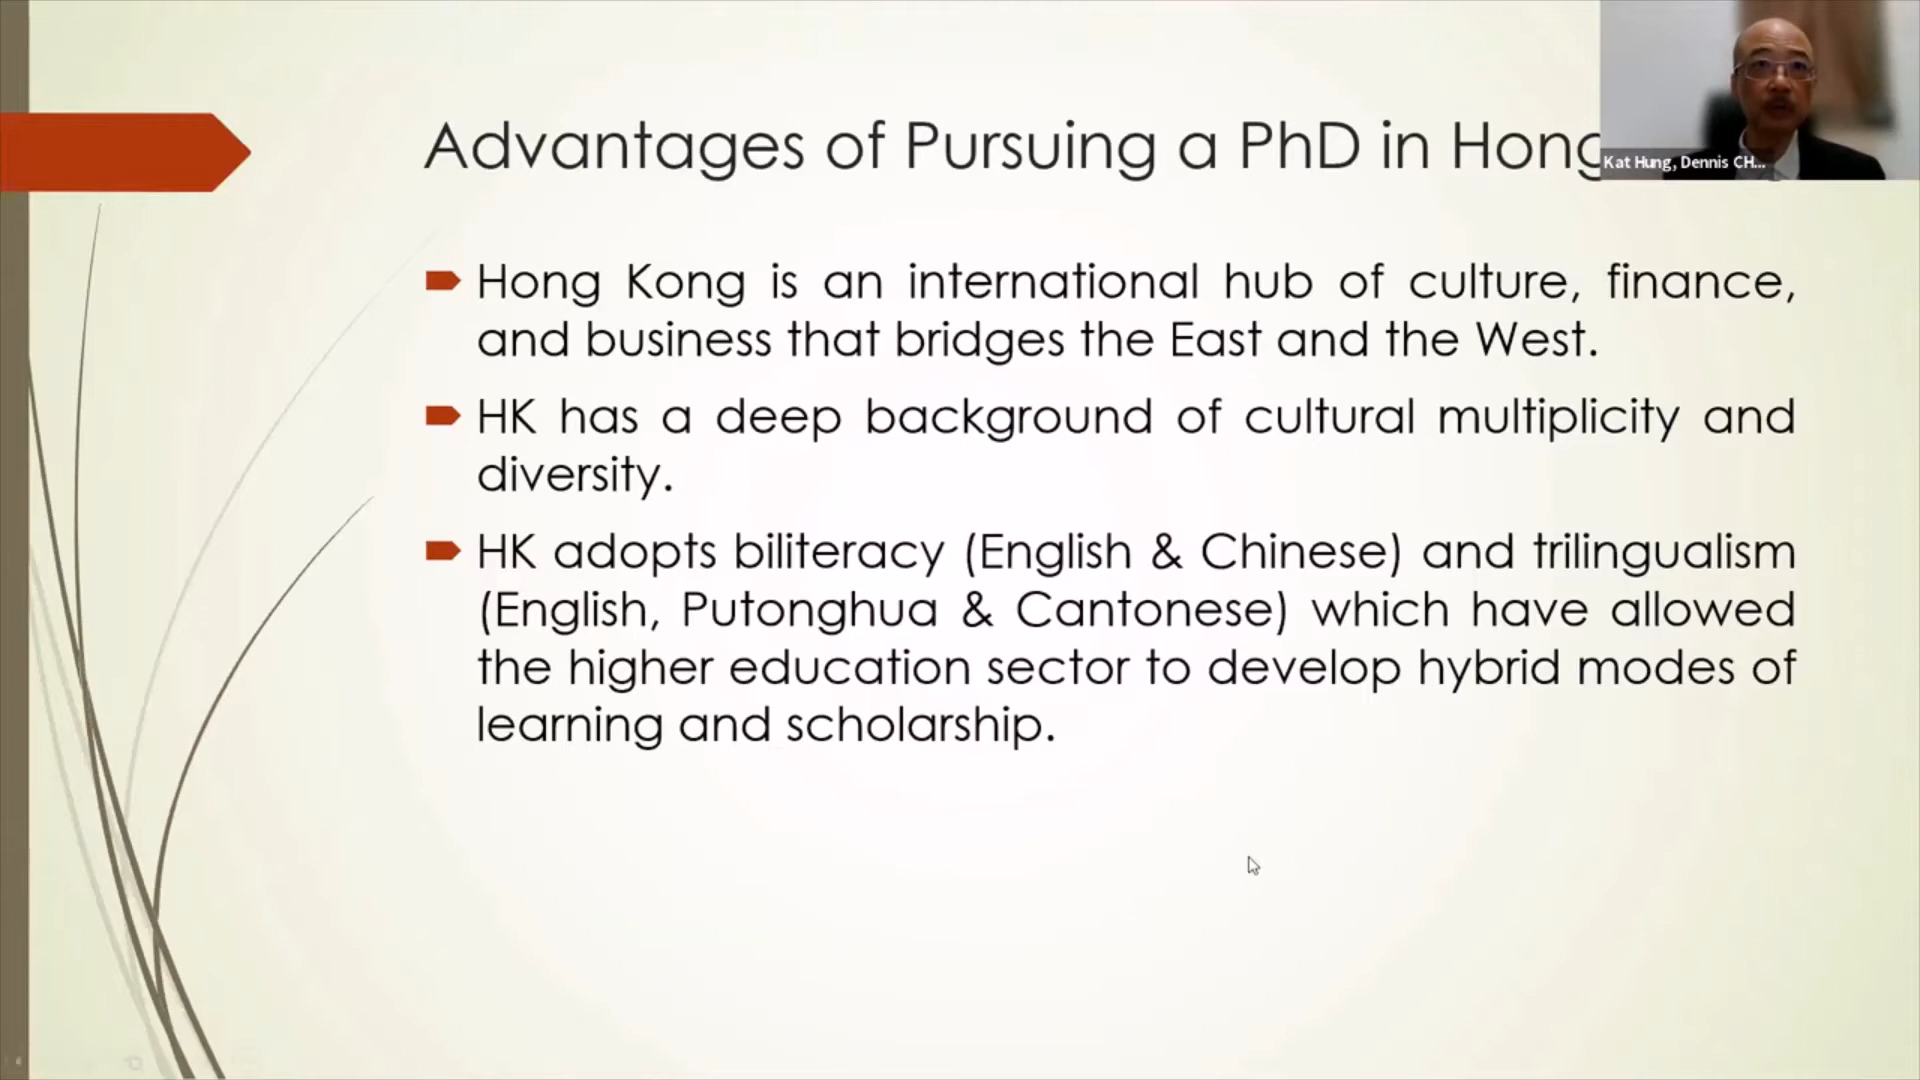 Advantages of Pursuing a PhD in Hong
Kat Hung, Dennis CH...
Hong Kong is an international hub of culture, finance,
and business that bridges the East and the West.
HK has a deep background of cultural multiplicity and
diversity.
HK adopts biliteracy (English & Chinese) and trilingualism
(English, Putonghua & Cantonese) which have allowed
the higher education sector to develop hybrid modes of
learning and scholarship.